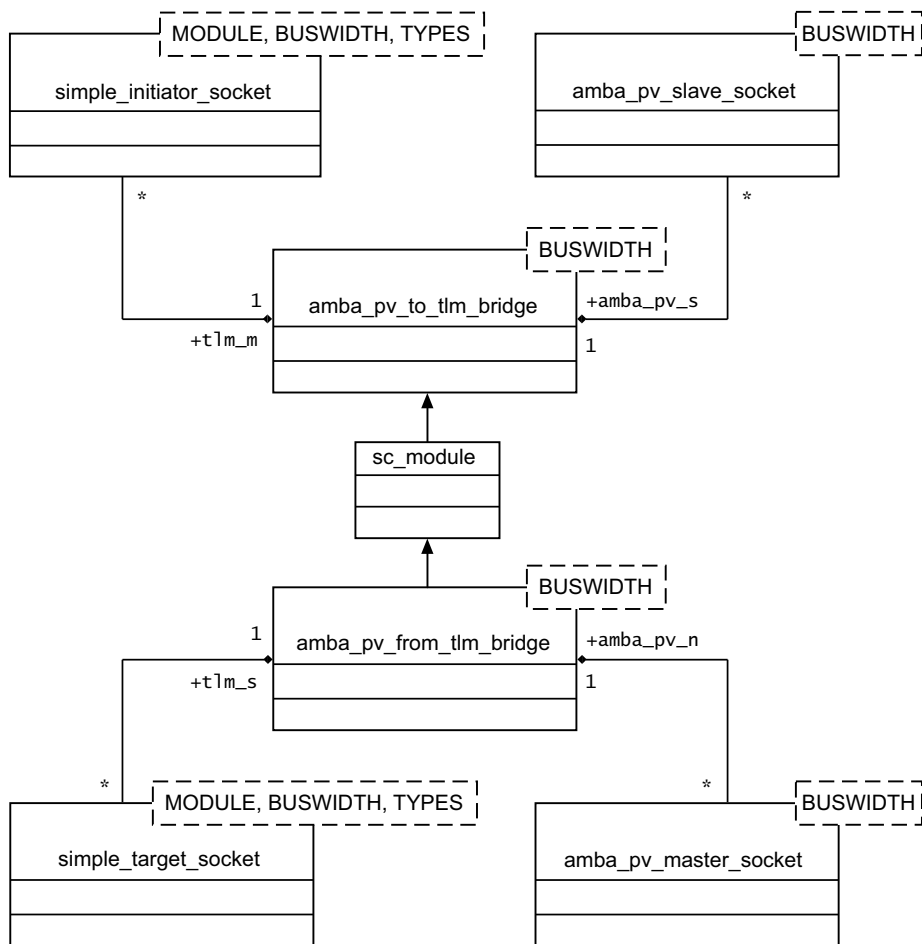 MODULE, BUSWIDTH, TYPES
BUSWIDTH
simple_initiator_socket
amba_pv_slave_socket
*
*
BUSWIDTH
1
amba_pv_to_tlm_bridge
+amba_pv_s
+tlm_m
1
sc_module
BUSWIDTH
1
amba_pv_from_tlm_bridge
+amba_pv_n
+tlm_s
1
*
*
MODULE, BUSWIDTH, TYPES
BUSWIDTH
simple_target_socket
amba_pv_master_socket